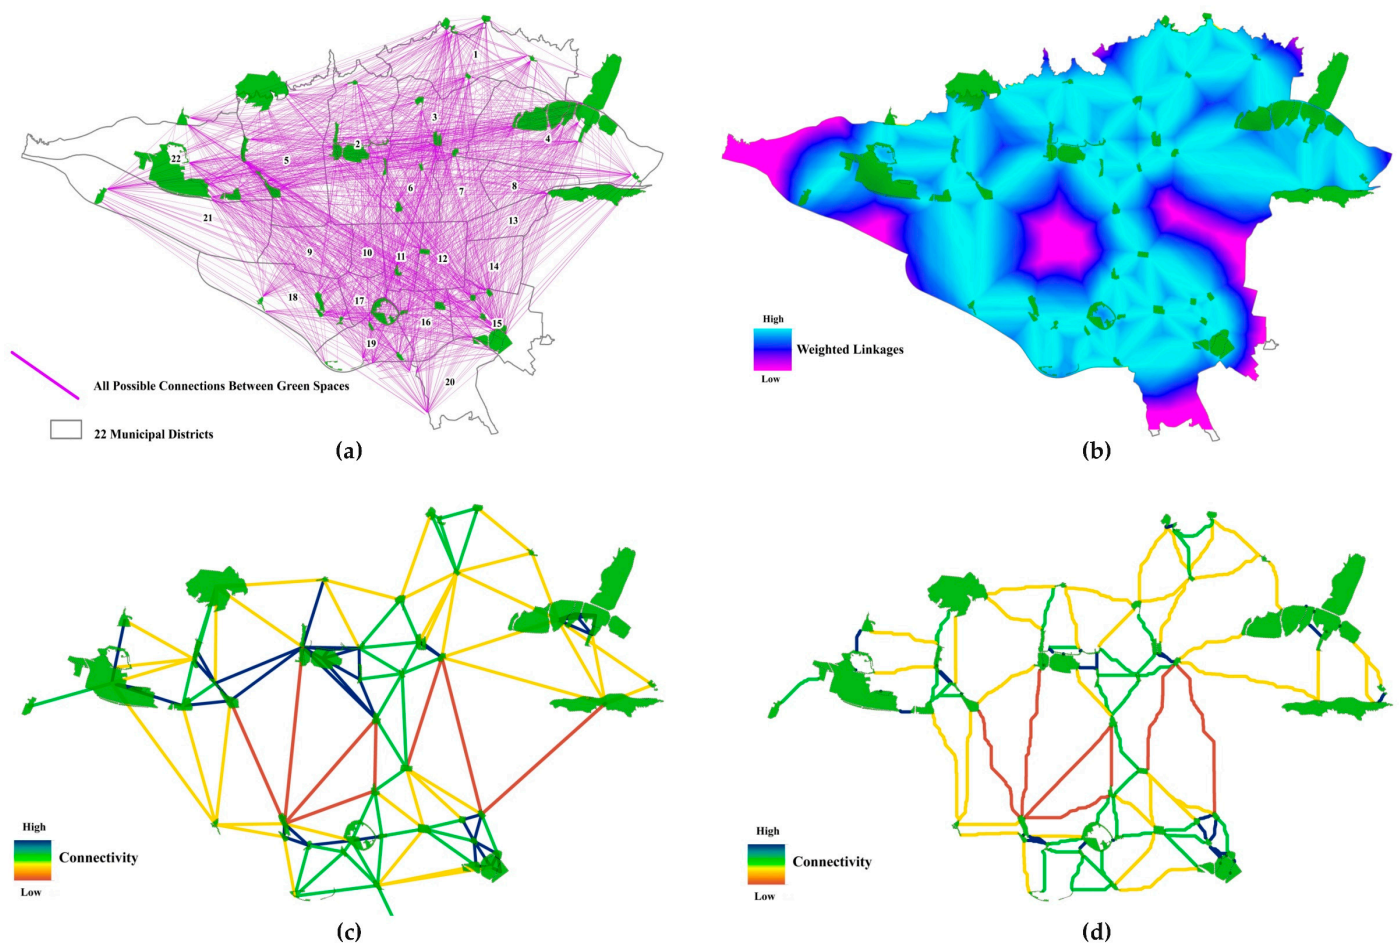 1
3
4
2
22
5
6
7
8
21
13
9
10
11
12
14
18
17
16
15
19
20
All Possible Connections Between Green Spaces
22 Municipal Districts
(a)
High
Weighted Linkages
Low
(b)
High
Connectivity
Low
(c)
High
Connectivity
Low
(d)